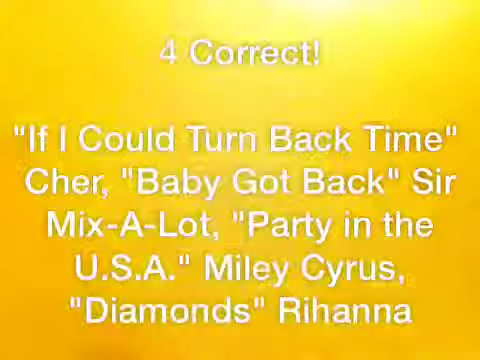 4 Correct!
"If I Could Turn Back Time"
Cher, "Baby Got Back" Sir
Mix-A-Lot, "Party in the
U.S.A." Miley Cyrus,
"Diamonds" Rihanna